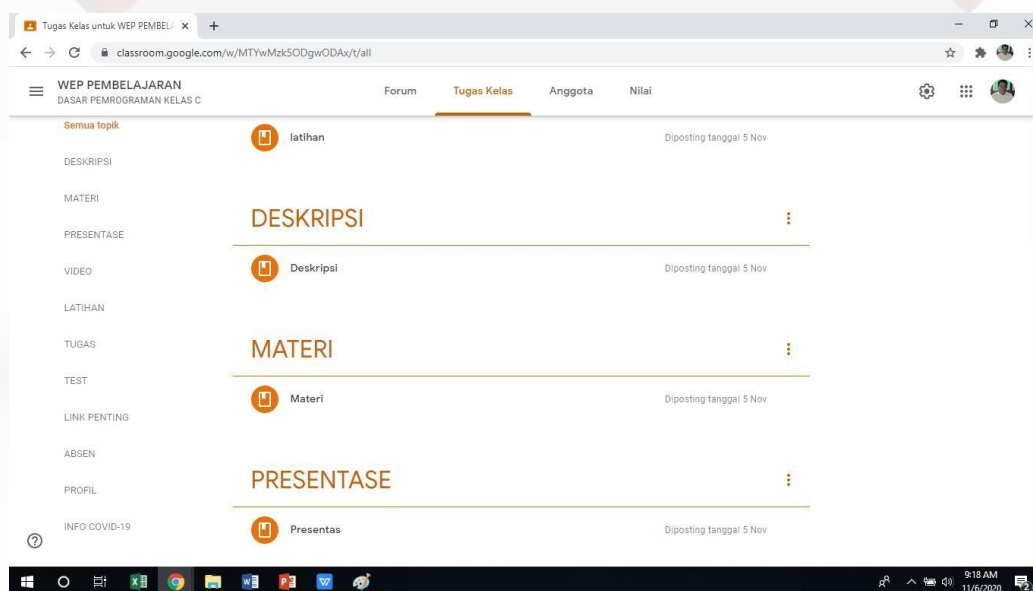 Tugas Kelas untuk WEP PEMBEL
classroom.google.com/w/MTYwMzk5ODgwODAx/t/all
WEP PEMBELAJARAN
DASAR PEMROGRAMAN KELAS C
Forum
Tugas Kelas
Anggota
Nilai
Semua topik
DESKRIPSI
MATERI
PRESENTASE
VIDEO
LATIHAN
TUGAS
TEST
LINK PENTING
ABSEN
PROFIL
INFO COVID-19
latihan
Diposting tanggal 5 Nov
DESKRIPSI
Deskripsi
Diposting tanggal 5 Nov
MATERI
Materi
Diposting tanggal 5 Nov
PRESENTASE
Presentas
Diposting tanggal 5 Nov
9:18 AM
11/6/2020